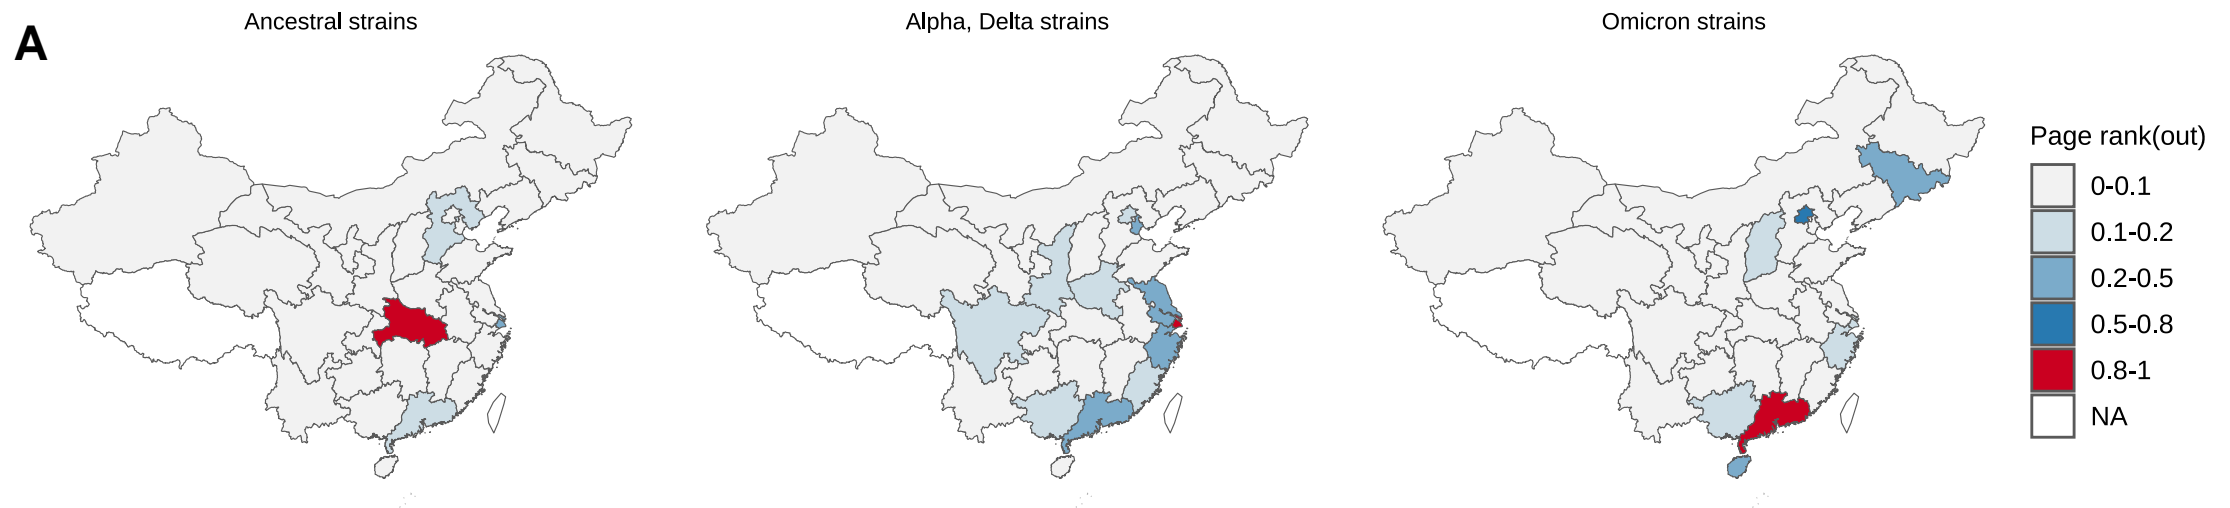 A
Ancestral strains
Alpha, Delta strains
Omicron strains
Page rank(out)
0-0.1
0.1-0.2
0.2-0.5
0.5-0.8
0.8-1
NA